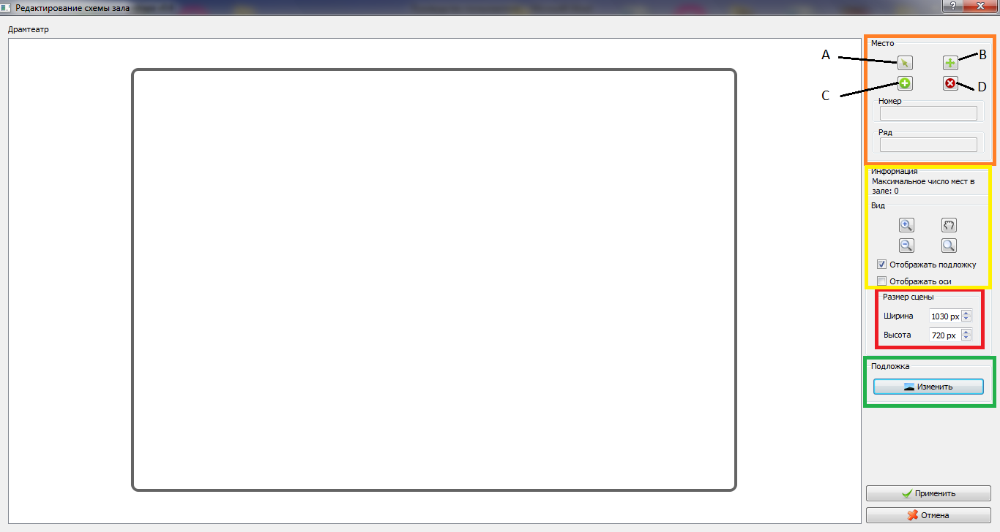 Редактирование схемы зала
?
Драмтеатр
Место
A
B
C
D
Номер
Ряд
Информация
Максимальное число мест в
зале: 0
Вид
Отображать подложку
Отображать оси
Размер сцены
Ширина 1030 px
Высота 720 px
Подложка
Изменить
Применить
Отмена